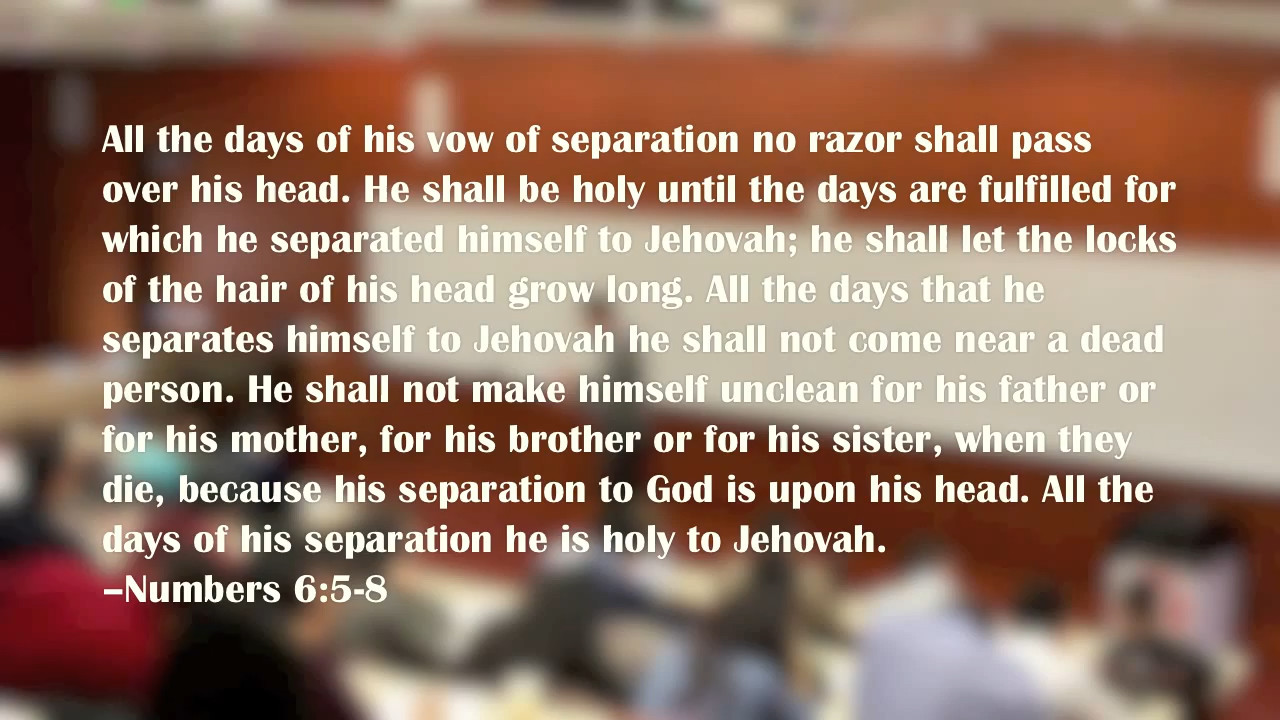 All the days of his vow of separation no razor shall pass
over his head. He shall be holy until the days are fulfilled for
which he separated himself to Jehovah; he shall let the locks
of the hair of his head grow long. All the days that he
separates himself to Jehovah he shall not come near a dead
person. He shall not make himself unclean for his father or
for his mother, for his brother or for his sister, when they
die, because his separation to God is upon his head. All the
days of his separation he is holy to Jehovah.
–Numbers 6:5-8